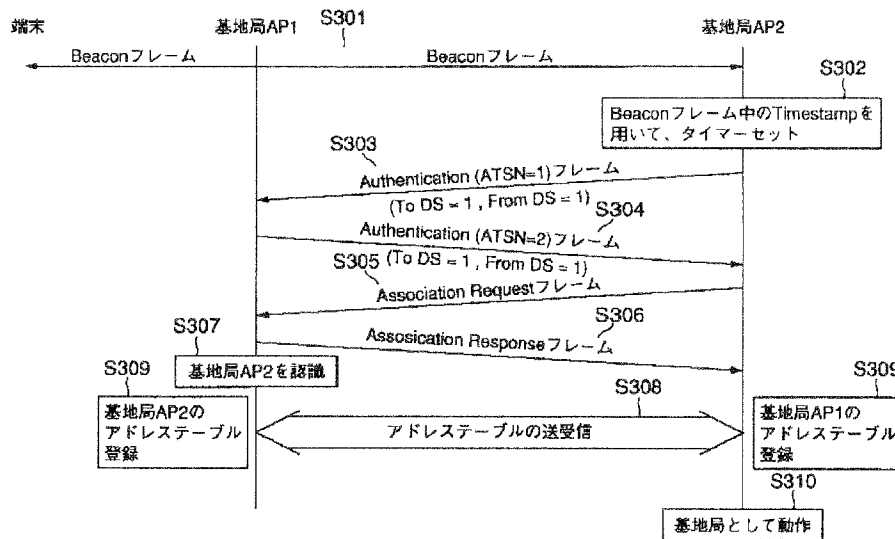 S301
端末
基地局AP1
基地局AP2
Beaconフレーム
Beaconフレーム
S302
Beaconフレーム中のTimestampを
用いて、タイマーセット
S303
Authentication (ATSN=1)フレーム
(To DS = 1 , From DS = 1)
S304
Authentication (ATSN=2)フレーム
(To DS = 1 , From DS = 1)
S305
Association Requestフレーム
S306
Assosication Responseフレーム
S307
基地局AP2を認識
S308
アドレステーブルの送受信
S309
基地局AP2の
アドレステーブル
登録
S309
基地局AP1の
アドレステーブル
登録
S310
基地局として動作